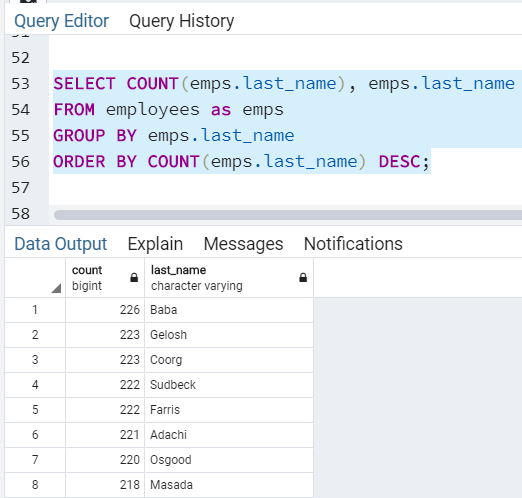 Query Editor Query History
52
53 SELECT COUNT(emps.last_name), emps.last_name
54 FROM employees as emps
55 GROUP BY emps.last_name
56 ORDER BY COUNT(emps.last_name) DESC;
57
58
Data Output Explain Messages Notifications
count last_name
bigint character varying
1 226 Baba
2 223 Gelosh
3 223 Coorg
4 222 Sudbeck
5 222 Farris
6 221 Adachi
7 220 Osgood
8 218 Masada